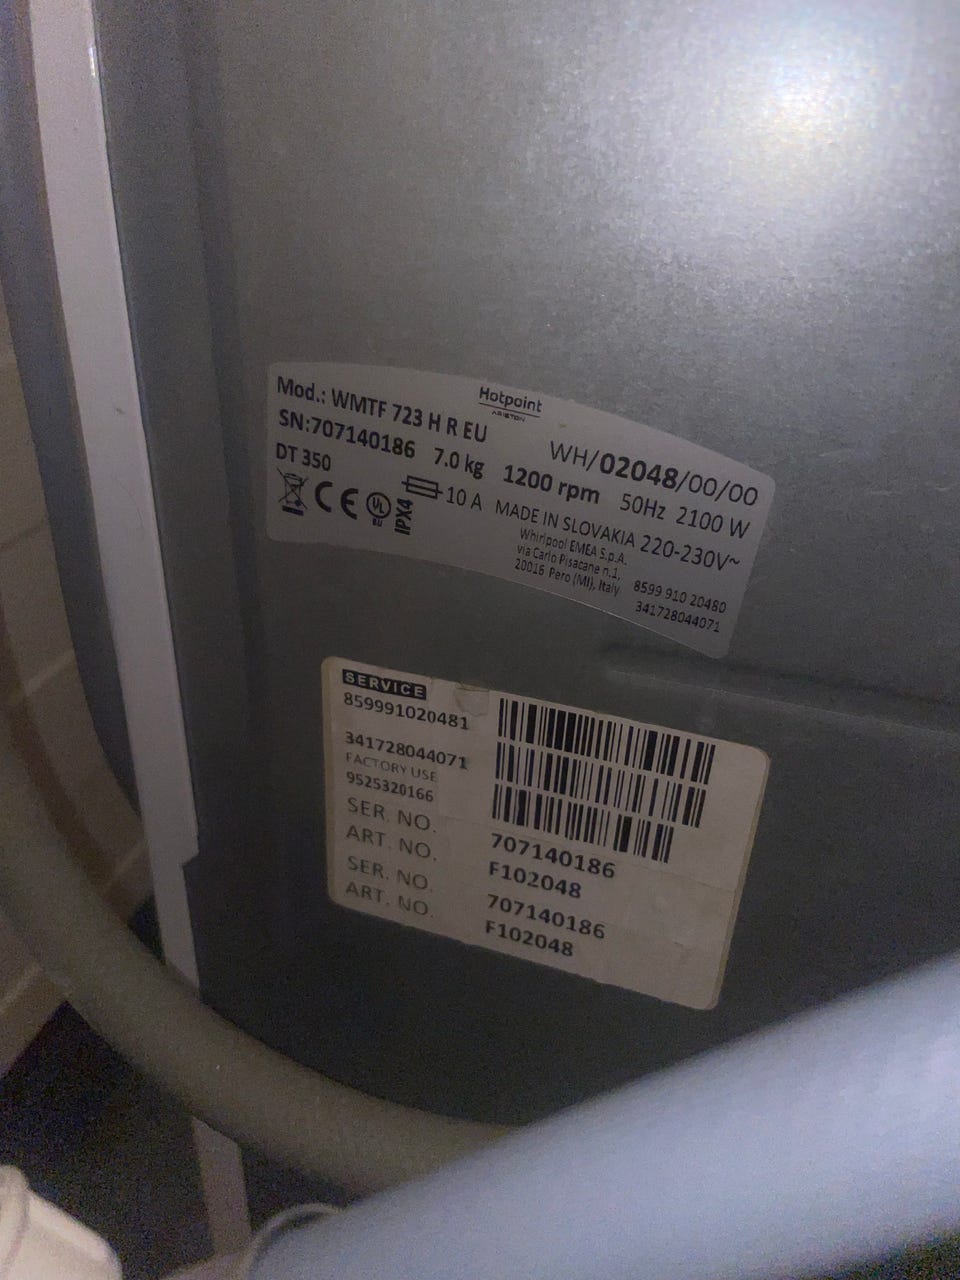 Hotpoint
ARISTON
Mod.: WMTF 723 H R EU
WH/02048/00/00
SN:707140186 7.0 kg 1200 rpm 50Hz 2100 W
DT 350
CE UL EU IPX4 10 A MADE IN SLOVAKIA 220-230V~
Whirlpool EMEA S.p.A.
via Carlo Pisacane n.1,
20016 Pero (MI), Italy
8599 910 20480
341728044071
SERVICE
859991020481
341728044071
FACTORY USE
9525320166
SER. NO. 707140186
ART. NO. F102048
SER. NO. 707140186
ART. NO. F102048